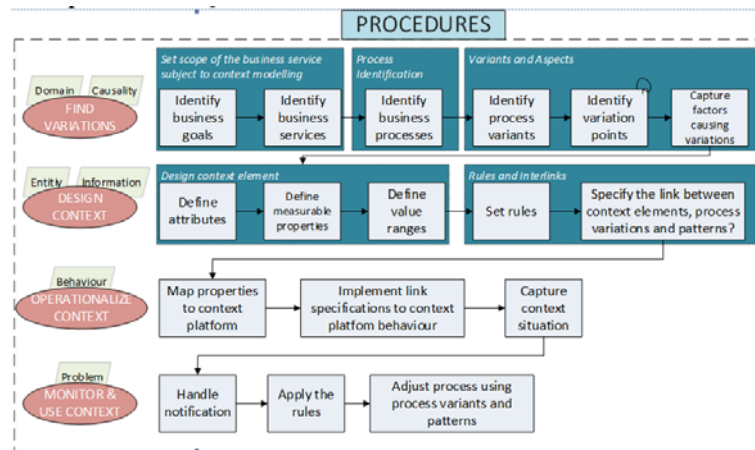 PROCEDURES
Set scope of the business service
subject to context modelling
Process
Identification
Variants and Aspects
Domain
Causality
FIND
VARIATIONS
Identify
business
goals
Identify
business
services
Identify
business
processes
Identify
process
variants
Identify
variation
points
Capture
factors
causing
variations
Entitiy
Information
DESIGN
CONTEXT
Design context element
Rules and Interlinks
Define
attributes
Define
measurable
properties
Define
value
ranges
Set rules
Specify the link between
context elements, process
variations and patterns?
Behaviour
OPERATIONALIZE
CONTEXT
Map properties
to context
platform
Implement link
specifications to context
platfom behaviour
Capture
context
situation
Problem
MONITOR &
USE CONTEXT
Handle
notification
Apply the
rules
Adjust process using
process variants and
patterns